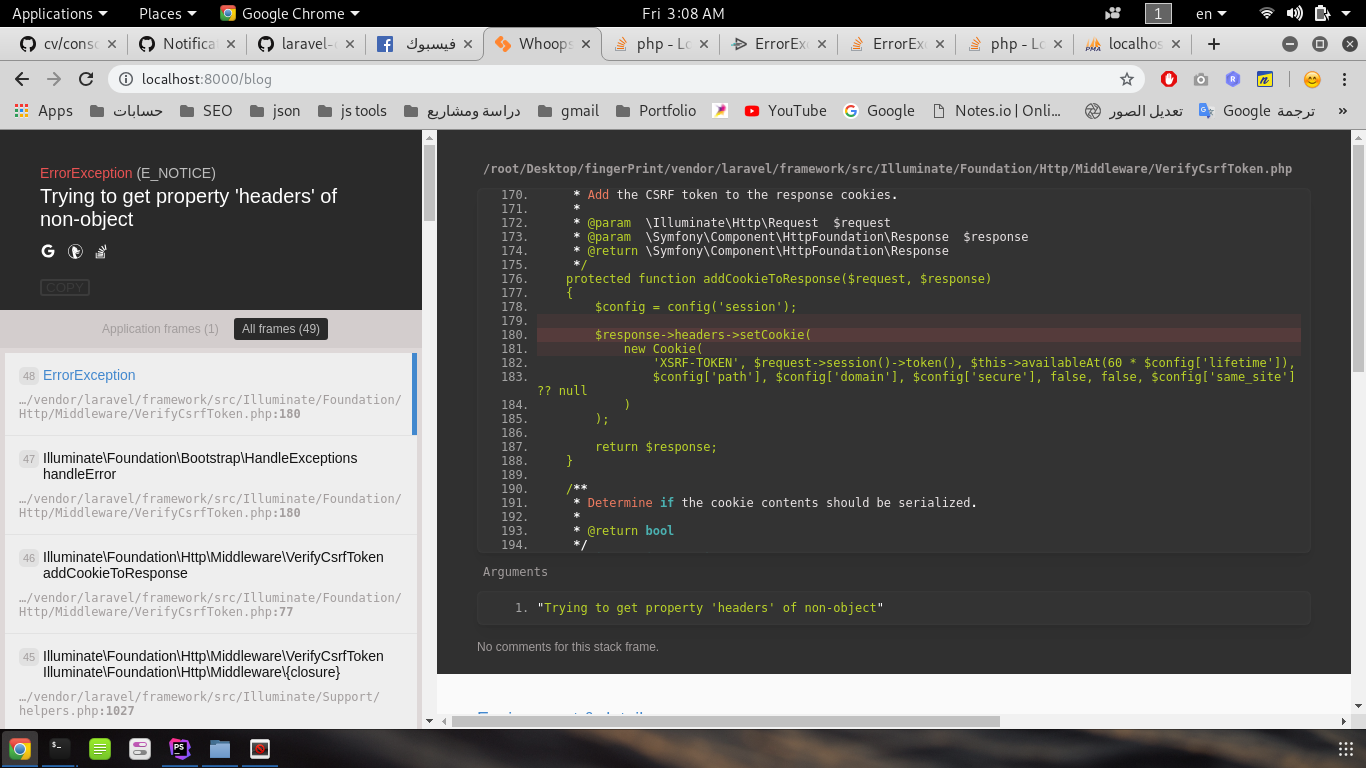 Applications Places Google Chrome Fri 3:08 AM 1 en
cv/conso Notifica laravel- فيسبوك Whoops php - Lo ErrorExc ErrorExc php - Lo localhos
localhost:8000/blog
Apps حسابات SEO json js tools دراسة ومشاريع gmail Portfolio YouTube Google Notes.io | Onli... تعديل الصور ترجمة Google »
ErrorException (E_NOTICE)
Trying to get property 'headers' of
non-object
COPY
Application frames (1) All frames (49)
48 ErrorException
…/vendor/laravel/framework/src/Illuminate/Foundation/
Http/Middleware/VerifyCsrfToken.php:180
47 Illuminate\Foundation\Bootstrap\HandleExceptions
handleError
…/vendor/laravel/framework/src/Illuminate/Foundation/
Http/Middleware/VerifyCsrfToken.php:180
46 Illuminate\Foundation\Http\Middleware\VerifyCsrfToken
addCookieToResponse
…/vendor/laravel/framework/src/Illuminate/Foundation/
Http/Middleware/VerifyCsrfToken.php:77
45 Illuminate\Foundation\Http\Middleware\VerifyCsrfToken
Illuminate\Foundation\Http\Middleware\{closure}
…/vendor/laravel/framework/src/Illuminate/Support/
helpers.php:1027
/root/Desktop/fingerPrint/vendor/laravel/framework/src/Illuminate/Foundation/Http/Middleware/VerifyCsrfToken.php
170. * Add the CSRF token to the response cookies.
171. *
172. * @param \Illuminate\Http\Request $request
173. * @param \Symfony\Component\HttpFoundation\Response $response
174. * @return \Symfony\Component\HttpFoundation\Response
175. */
176. protected function addCookieToResponse($request, $response)
177. {
178. $config = config('session');
179.
180. $response->headers->setCookie(
181. new Cookie(
182. 'XSRF-TOKEN', $request->session()->token(), $this->availableAt(60 * $config['lifetime']),
183. $config['path'], $config['domain'], $config['secure'], false, false, $config['same_site']
?? null
184. )
185. );
186.
187. return $response;
188. }
189.
190. /**
191. * Determine if the cookie contents should be serialized.
192. *
193. * @return bool
194. */
Arguments
1. "Trying to get property 'headers' of non-object"
No comments for this stack frame.